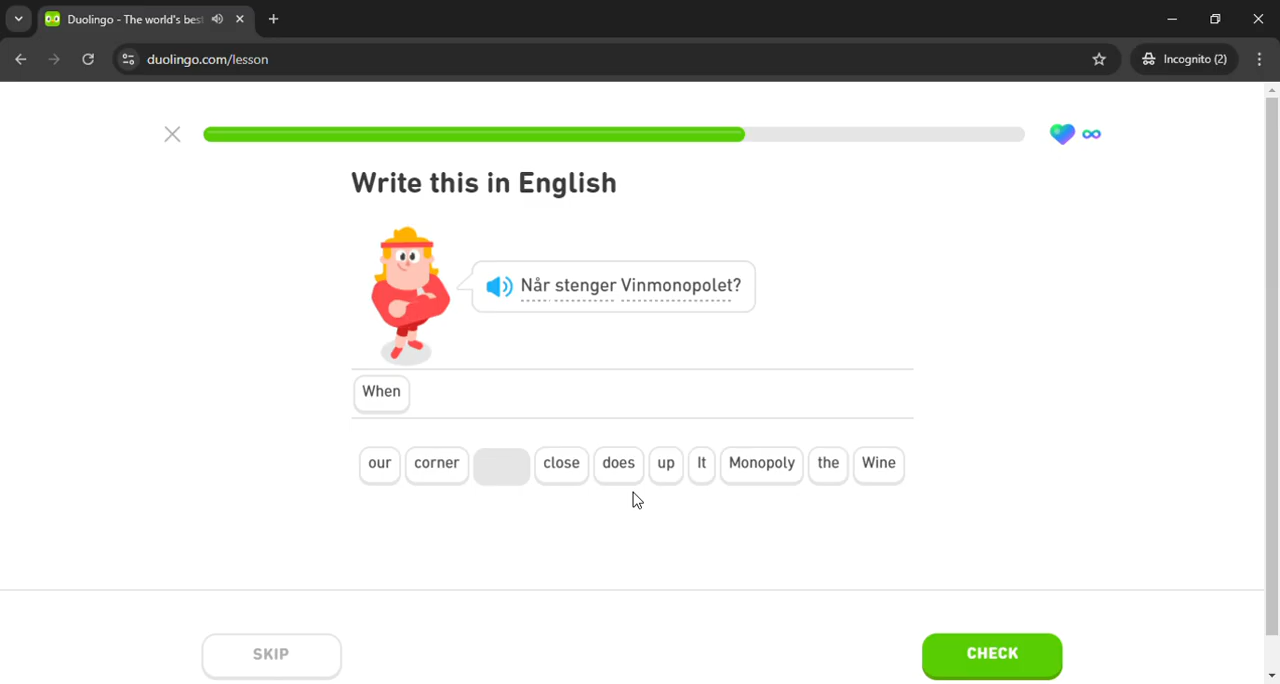 Duolingo - The world's best
duolingo.com/lesson
Incognito (2)
Write this in English
Når stenger Vinmonopolet?
When
our corner close does up It Monopoly the Wine
SKIP
CHECK